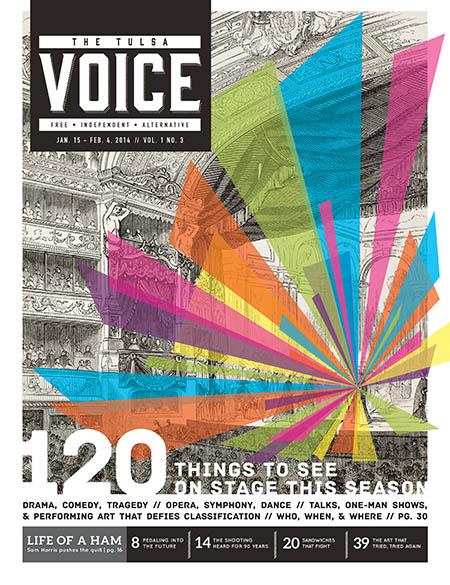 THE TULSA
VOICE
FREE • INDEPENDENT • ALTERNATIVE
JAN. 15 – FEB. 4, 2014 // VOL. 1 NO. 3
120 THINGS TO SEE
ON STAGE THIS SEASON
DRAMA, COMEDY, TRAGEDY // OPERA, SYMPHONY, DANCE // TALKS, ONE-MAN SHOWS,
& PERFORMING ART THAT DEFIES CLASSIFICATION // WHO, WHEN, & WHERE // PG. 30
LIFE OF A HAM
Sam Harris pushes the quill | pg. 16
8 PEDALING INTO
THE FUTURE
14 THE SHOOTING
HEARD FOR 90 YEARS
20 SANDWICHES
THAT FIGHT
39 THE ART THAT
TRIED, TRIED AGAIN